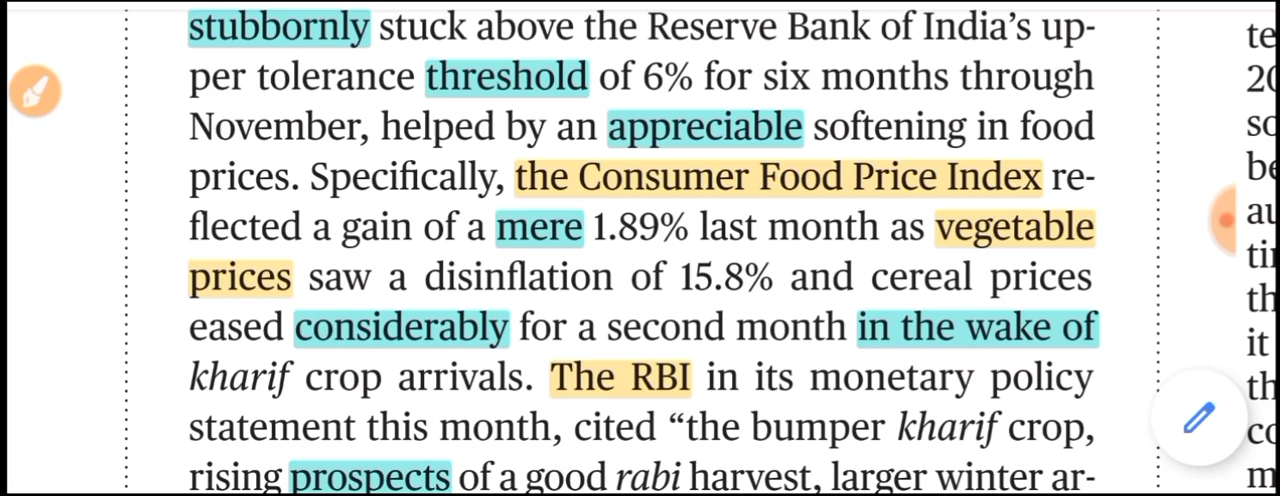 stubbornly stuck above the Reserve Bank of India’s up-
per tolerance threshold of 6% for six months through
November, helped by an appreciable softening in food
prices. Specifically, the Consumer Food Price Index re-
flected a gain of a mere 1.89% last month as vegetable
prices saw a disinflation of 15.8% and cereal prices
eased considerably for a second month in the wake of
kharif crop arrivals. The RBI in its monetary policy
statement this month, cited “the bumper kharif crop,
rising prospects of a good rabi harvest, larger winter ar-